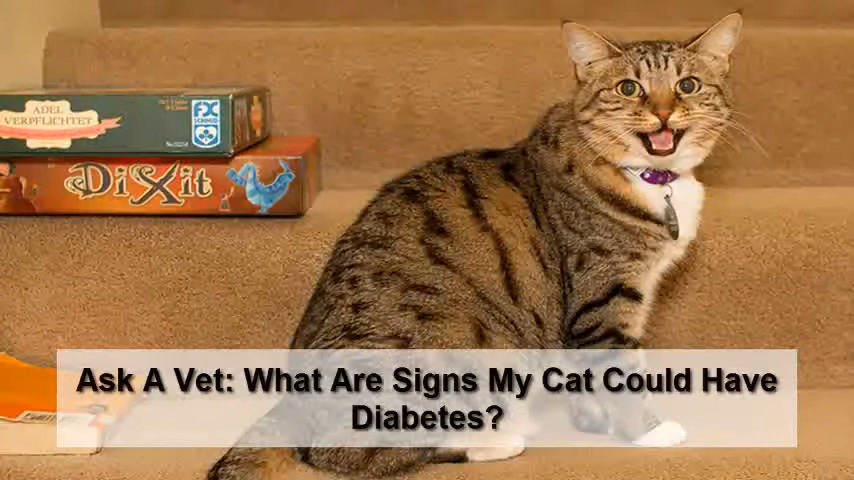 ADEL
VERPFLICHTET
FX
SCHMID
DiXit
Ask A Vet: What Are Signs My Cat Could Have
Diabetes?